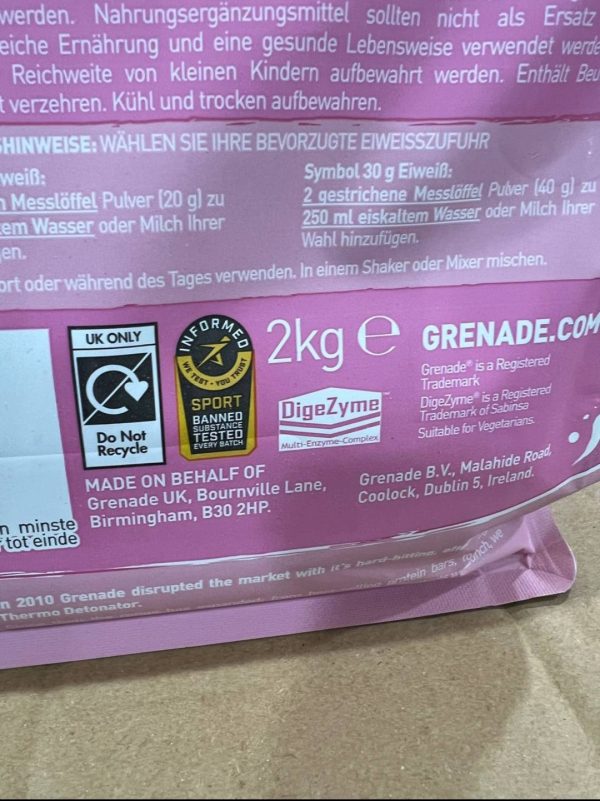 werden. Nahrungsergänzungsmittel sollten nicht als Ersatz
eiche Ernährung und eine gesunde Lebensweise verwendet werde
Reichweite von kleinen Kindern aufbewahrt werden. Enthält Beu
t verzehren. Kühl und trocken aufbewahren.
SHINWEISE: WÄHLEN SIE IHRE BEVORZUGTE EIWEISSZUFUHR
weiß:
n Messlöffel Pulver (20 g) zu
tem Wasser oder Milch Ihrer
en.
Symbol 30 g Eiweiß:
2 gestrichene Messlöffel Pulver (40 g) zu
250 ml eiskaltem Wasser oder Milch Ihrer
Wahl hinzufügen.
ort oder während des Tages verwenden. In einem Shaker oder Mixer mischen.
UK ONLY
Do Not
Recycle
INFORMED
WE TEST · YOU TRUST
SPORT
BANNED
SUBSTANCE
TESTED
EVERY BATCH
2kg e
DigeZyme™
Multi-Enzyme-Complex
GRENADE.COM
Grenade® is a Registered
Trademark
DigeZyme® is a Registered
Trademark of Sabinsa
Suitable for Vegetarians.
MADE ON BEHALF OF
Grenade UK, Bournville Lane,
Birmingham, B30 2HP.
Grenade B.V., Malahide Road,
Coolock, Dublin 5, Ireland.
n minste
tot einde
n 2010 Grenade disrupted the market with it's hard-hitting,
Thermo Detonator.
protein bars,
we